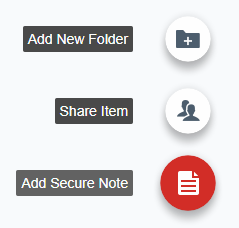 Add New Folder
Share Item
Add Secure Note